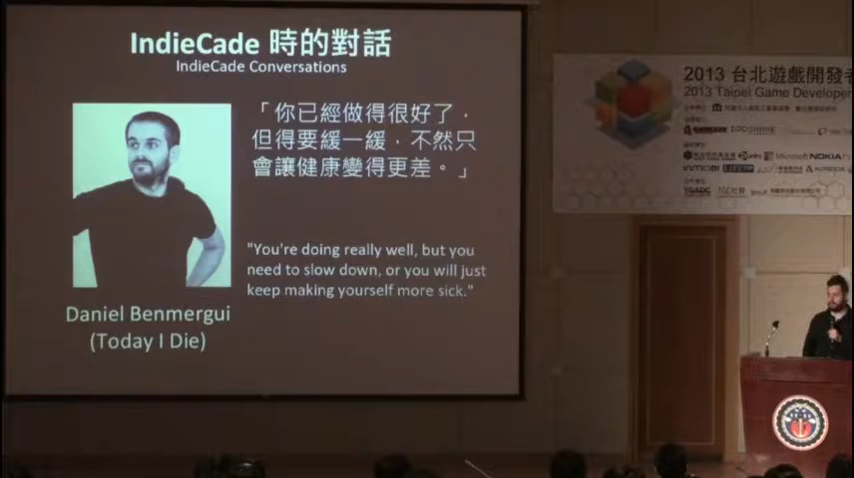 IndieCade 時的對話
IndieCade Conversations
「你已經做得很好了，
但得要緩一緩，不然只
會讓健康變得更差。」
"You're doing really well, but you
need to slow down, or you will just
keep making yourself more sick."
Daniel Benmergui
(Today I Die)
2013 台北遊戲開發者
2013 Taipei Game Developer
unity
Microsoft NOKIA
INMOBI
TGADC